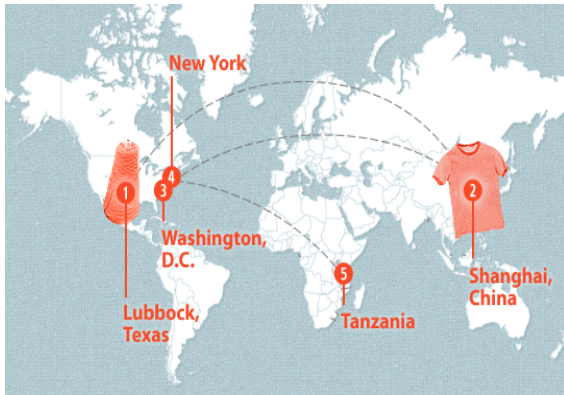 New York
1
4
3
2
Washington,
D.C.
5
Shanghai,
China
Lubbock,
Texas
Tanzania